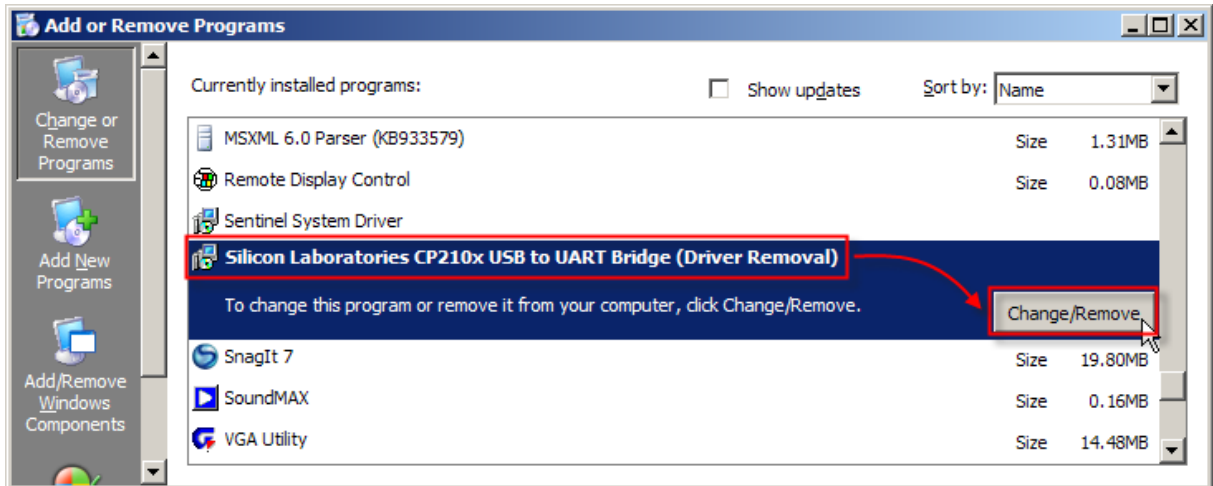 Add or Remove Programs
Change or
Remove
Programs
Add New
Programs
Add/Remove
Windows
Components
Currently installed programs:
Show updates
Sort by: Name
MSXML 6.0 Parser (KB933579) Size 1.31MB
Remote Display Control Size 0.08MB
Sentinel System Driver
Silicon Laboratories CP210x USB to UART Bridge (Driver Removal)
To change this program or remove it from your computer, click Change/Remove.
Change/Remove
SnagIt 7 Size 19.80MB
SoundMAX Size 0.16MB
VGA Utility Size 14.48MB